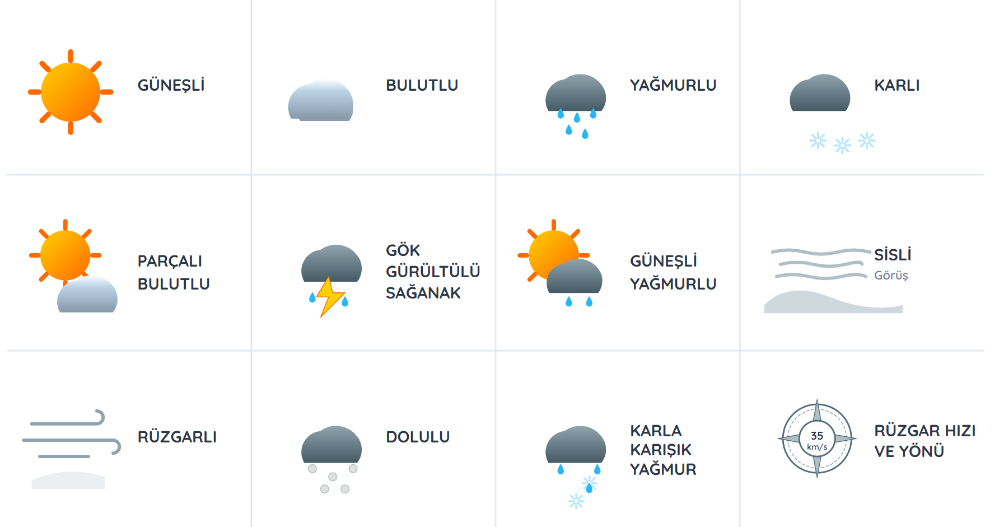 GÜNEŞLİ
BULUTLU
YAĞMURLU
KARLI
PARÇALI
BULUTLU
GÖK
GÜRÜLTÜLÜ
SAĞANAK
GÜNEŞLİ
YAĞMURLU
SİSLİ
Görüş
RÜZGARLI
DOLULU
KARLA
KARIŞIK
YAĞMUR
35
km/s
RÜZGAR HIZI
VE YÖNÜ